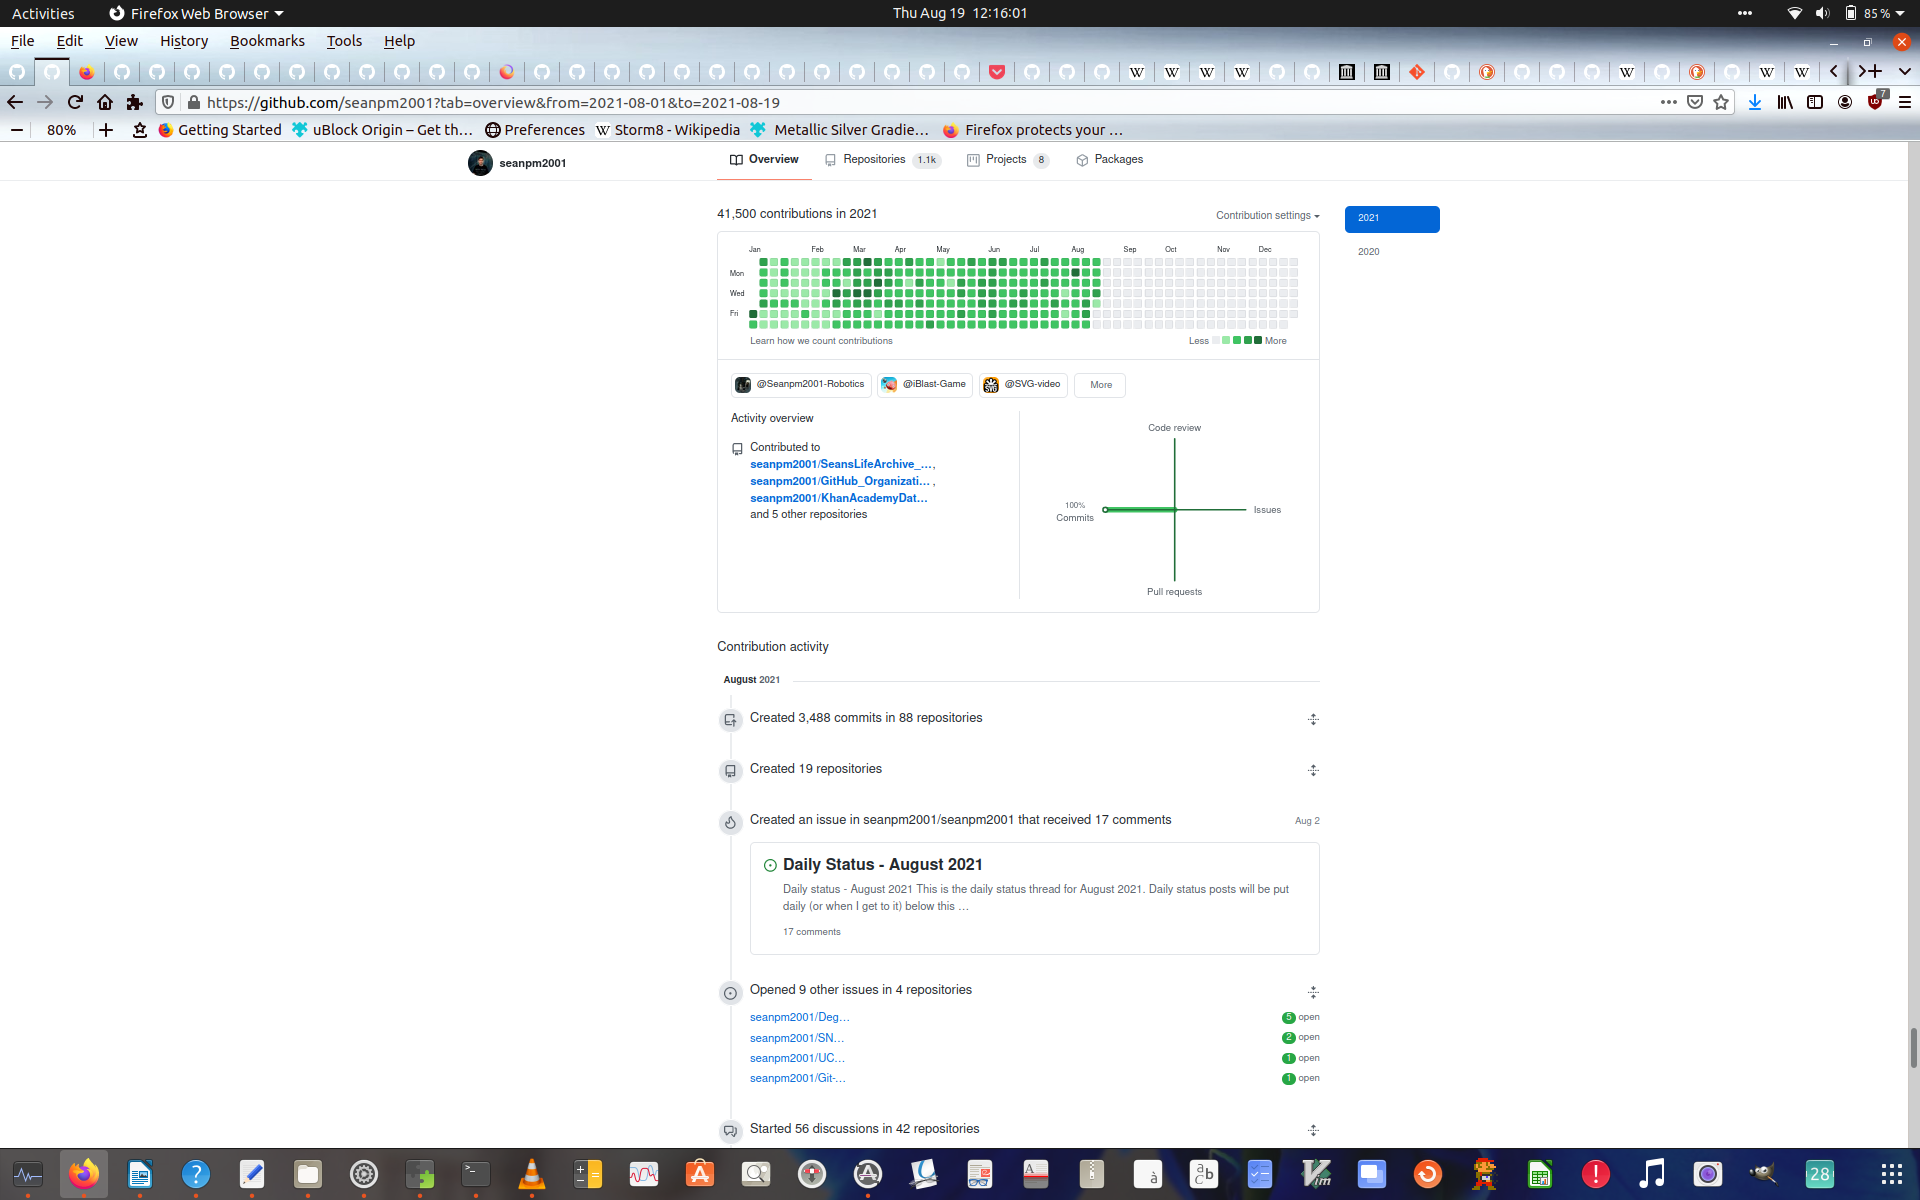 Activities Firefox Web Browser Thu Aug 19 12:16:01 85 %
File Edit View History Bookmarks Tools Help
https://github.com/seanpm2001?tab=overview&from=2021-08-01&to=2021-08-19 7
80% Getting Started uBlock Origin – Get th… Preferences Storm8 - Wikipedia Metallic Silver Gradie… Firefox protects your …
seanpm2001 Overview Repositories 1.1k Projects 8 Packages
41,500 contributions in 2021 Contribution settings 2021
2020
Jan Feb Mar Apr May Jun Jul Aug Sep Oct Nov Dec
Mon
Wed
Fri
Learn how we count contributions Less More
@Seanpm2001-Robotics @iBlast-Game SVG @SVG-video More
Activity overview
Contributed to
seanpm2001/SeansLifeArchive_…,
seanpm2001/GitHub_Organizati… ,
seanpm2001/KhanAcademyDat…
and 5 other repositories
Code review
100%
Commits
Issues
Pull requests
Contribution activity
August 2021
Created 3,488 commits in 88 repositories
Created 19 repositories
Created an issue in seanpm2001/seanpm2001 that received 17 comments Aug 2
Daily Status - August 2021
Daily status - August 2021 This is the daily status thread for August 2021. Daily status posts will be put
daily (or when I get to it) below this …
17 comments
Opened 9 other issues in 4 repositories
seanpm2001/Deg… 5 open
seanpm2001/SN… 2 open
seanpm2001/UC… 1 open
seanpm2001/Git-… 1 open
Started 56 discussions in 42 repositories
28